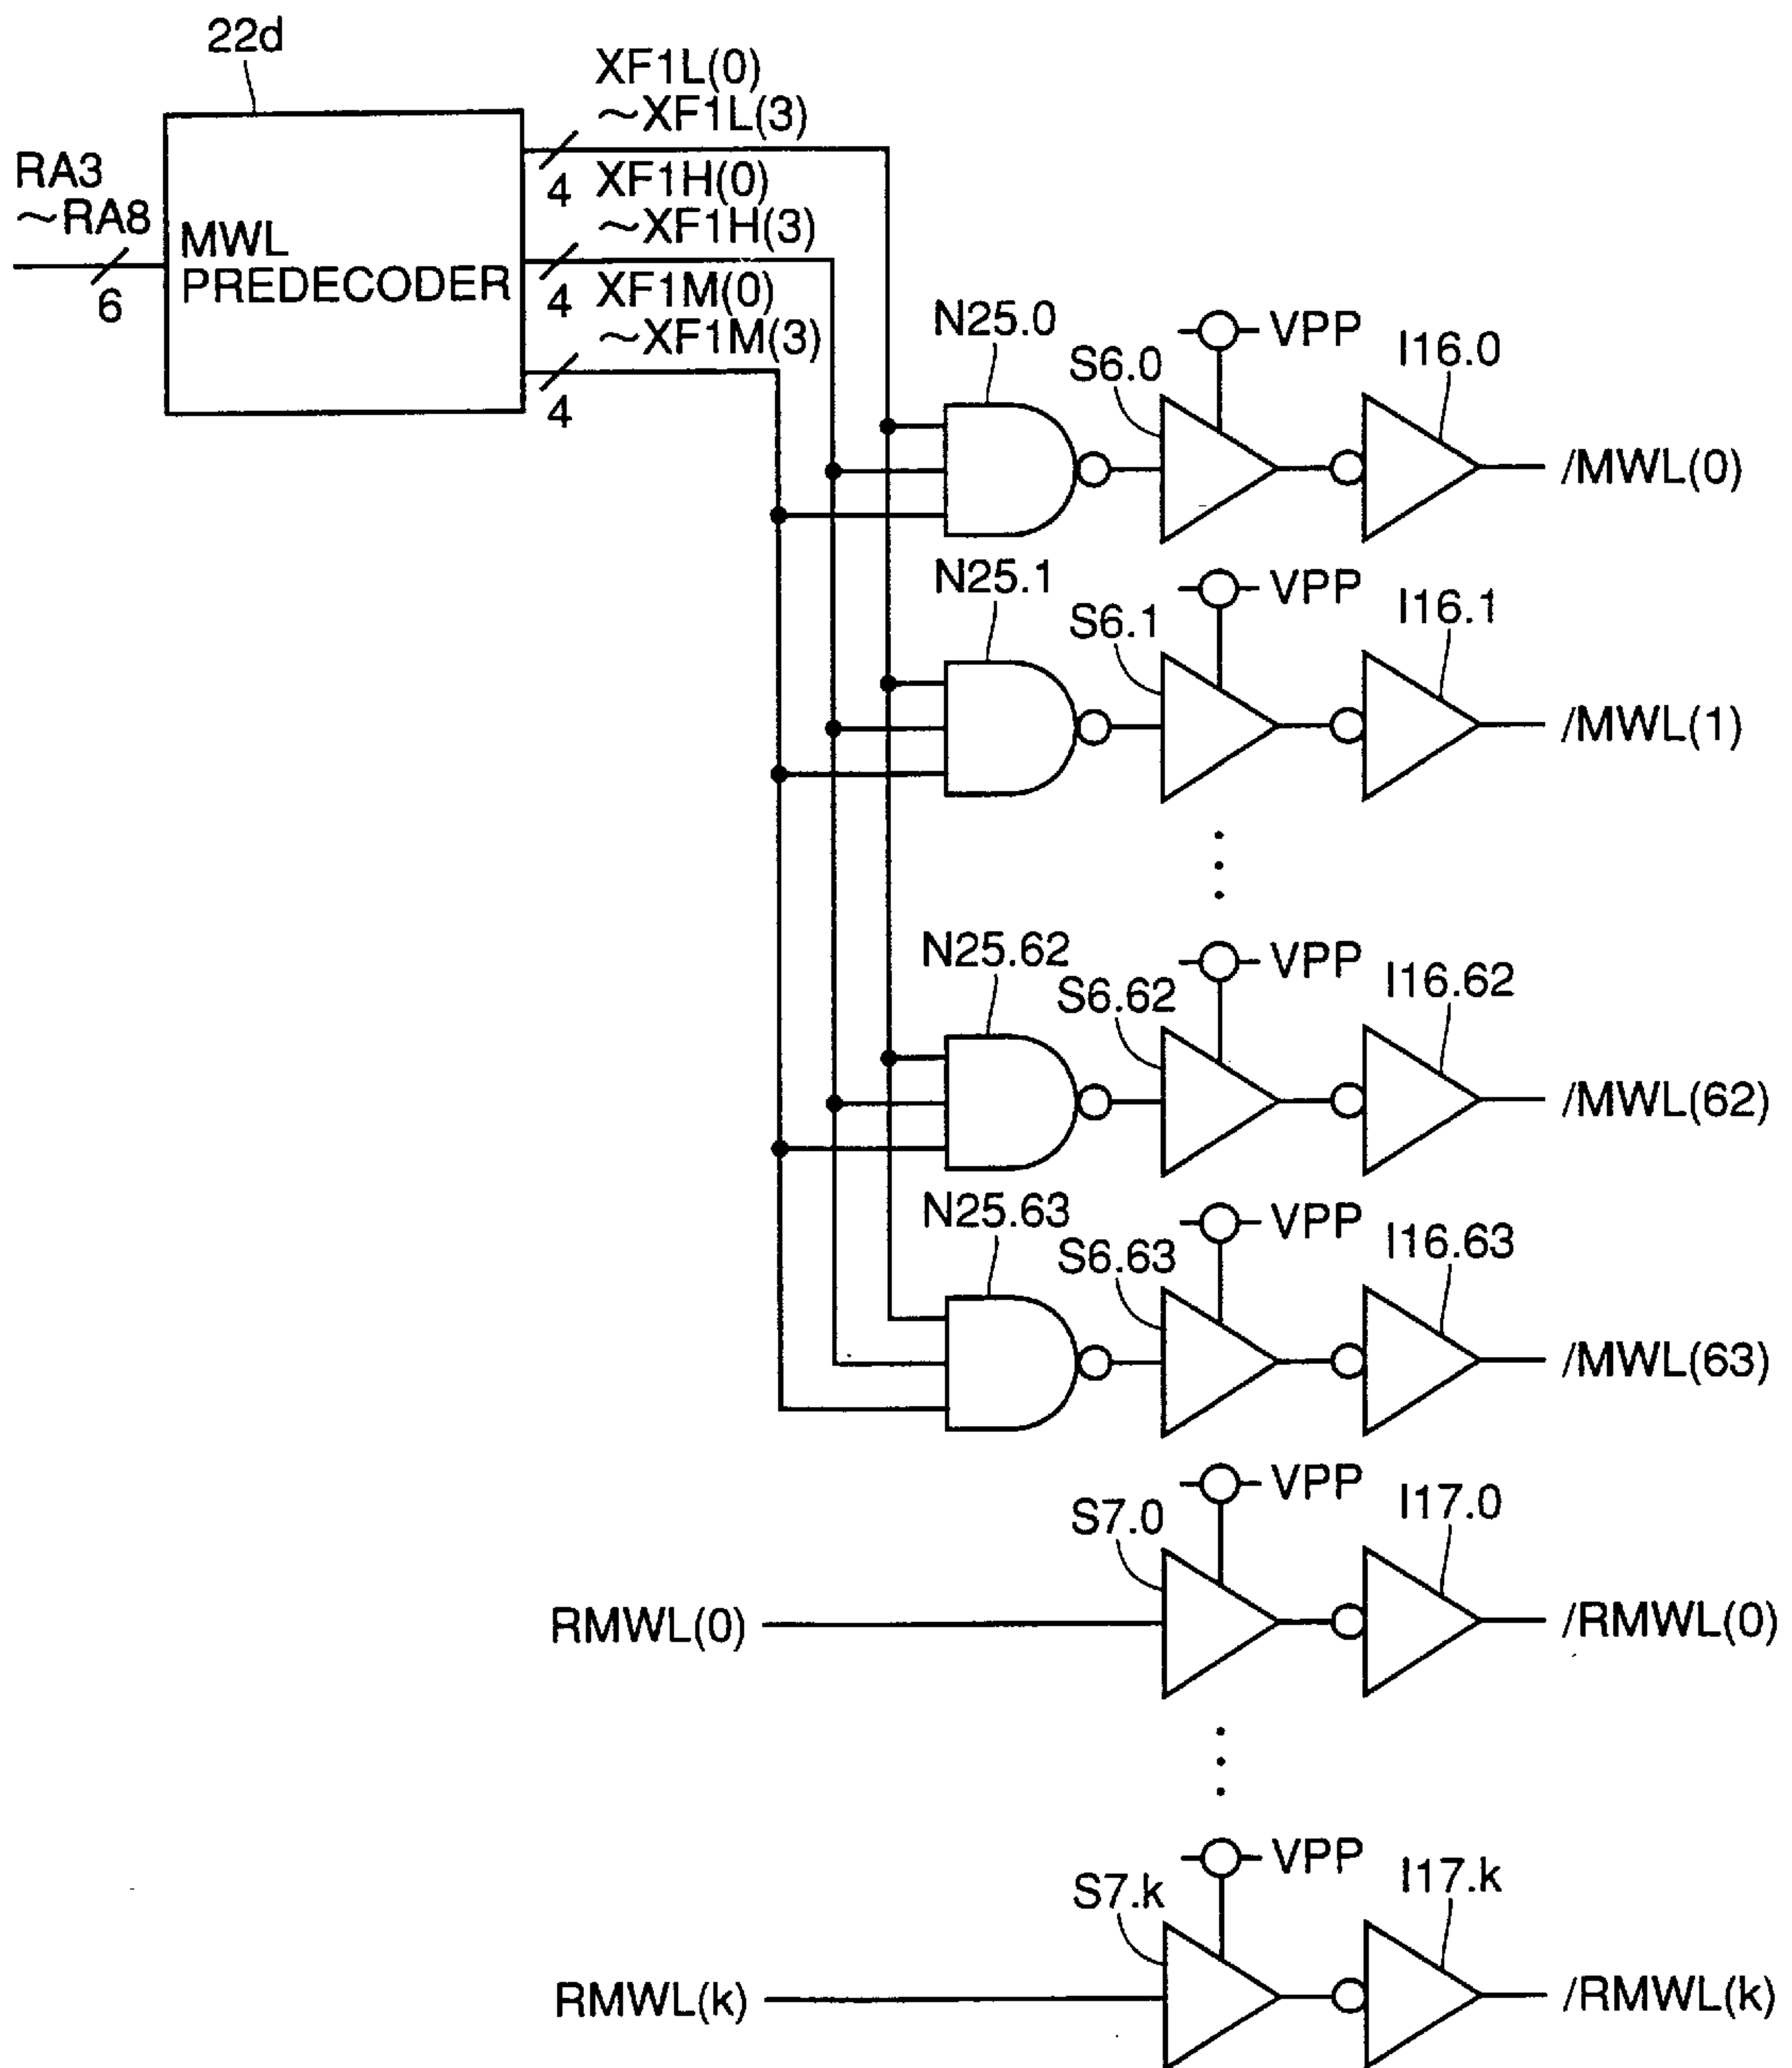 22d
XF1L(0)
~XF1L(3)
RA3
~RA8
6
MWL
PREDECODER
4
XF1H(0)
~XF1H(3)
4
XF1M(0)
~XF1M(3)
4
N25.0
S6.0
VPP
I16.0
/MWL(0)
N25.1
S6.1
VPP
I16.1
/MWL(1)
N25.62
S6.62
VPP
I16.62
/MWL(62)
N25.63
S6.63
VPP
I16.63
/MWL(63)
S7.0
VPP
I17.0
RMWL(0)
/RMWL(0)
S7.k
VPP
I17.k
RMWL(k)
/RMWL(k)